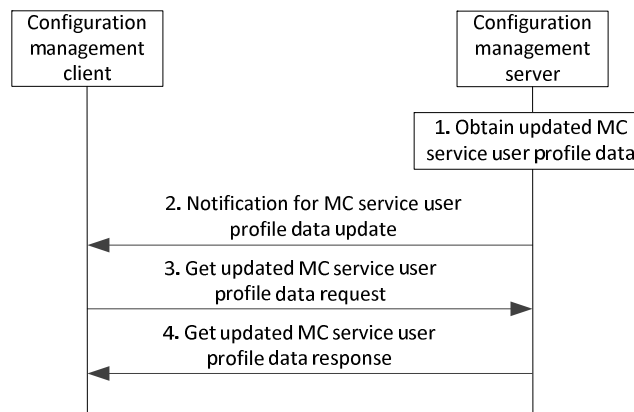 Configuration
management
client
Configuration
management
server
1. Obtain updated MC
service user profile data
2. Notification for MC service user
profile data update
3. Get updated MC service user
profile data request
4. Get updated MC service user
profile data response